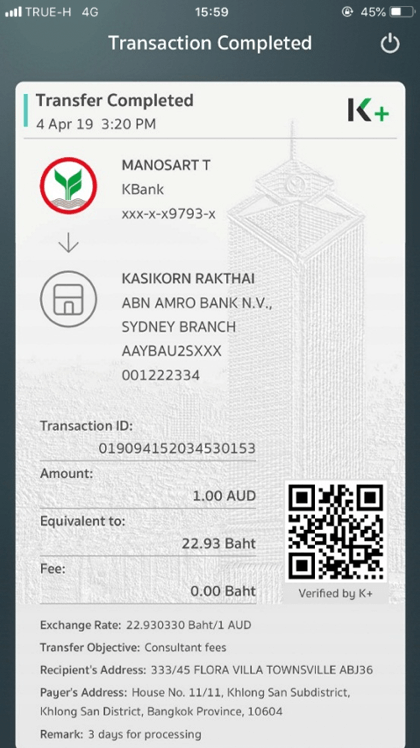 TRUE-H 4G 15:59 45%
Transaction Completed
Transfer Completed
4 Apr 19 3:20 PM
K+
MANOSART T
KBank
xxx-x-x9793-x
KASIKORN RAKTHAI
ABN AMRO BANK N.V.,
SYDNEY BRANCH
AAYBAU2SXXX
001222334
Transaction ID:
019094152034530153
Amount:
1.00 AUD
Equivalent to:
22.93 Baht
Fee:
0.00 Baht
Verified by K+
Exchange Rate: 22.930330 Baht/1 AUD
Transfer Objective: Consultant fees
Recipient's Address: 333/45 FLORA VILLA TOWNSVILLE ABJ36
Payer's Address: House No. 11/11, Khlong San Subdistrict,
Khlong San District, Bangkok Province, 10604
Remark: 3 days for processing